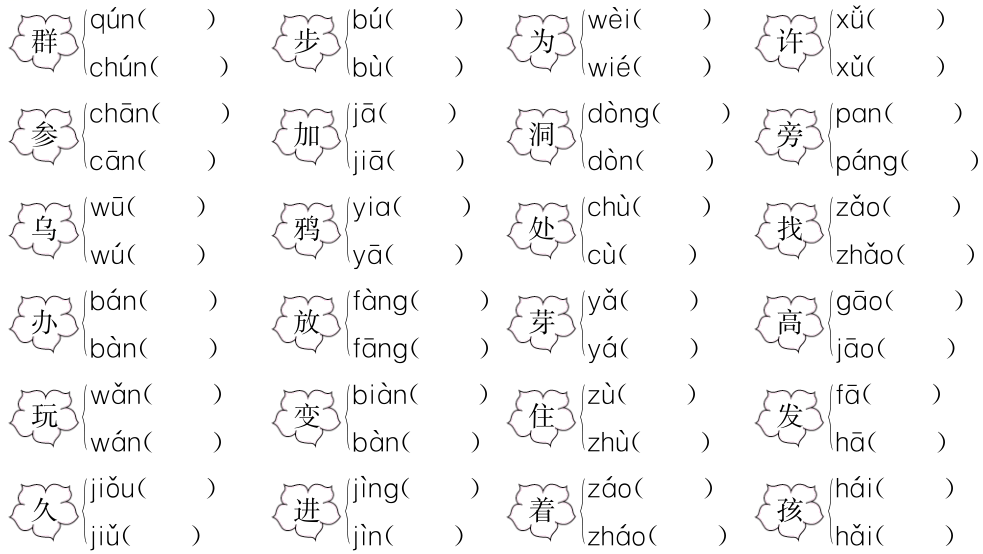 群 qún( ) chún( ) 步 bú( ) bù( ) 为 wèi( ) wié( ) 许 xǔ( ) xǔ( )
参 chān( ) cān( ) 加 jā( ) jiā( ) 洞 dòng( ) dòn( ) 旁 pan( ) páng( )
乌 wū( ) wú( ) 鸦 yia( ) yā( ) 处 chù( ) cù( ) 找 zǎo( ) zhǎo( )
办 bán( ) bàn( ) 放 fàng( ) fāng( ) 芽 yǎ( ) yá( ) 高 gāo( ) jāo( )
玩 wǎn( ) wán( ) 变 biàn( ) bàn( ) 住 zù( ) zhù( ) 发 fā( ) hā( )
久 jiǒu( ) jiǔ( ) 进 jìng( ) jìn( ) 着 záo( ) zháo( ) 孩 hái( ) hǎi( )